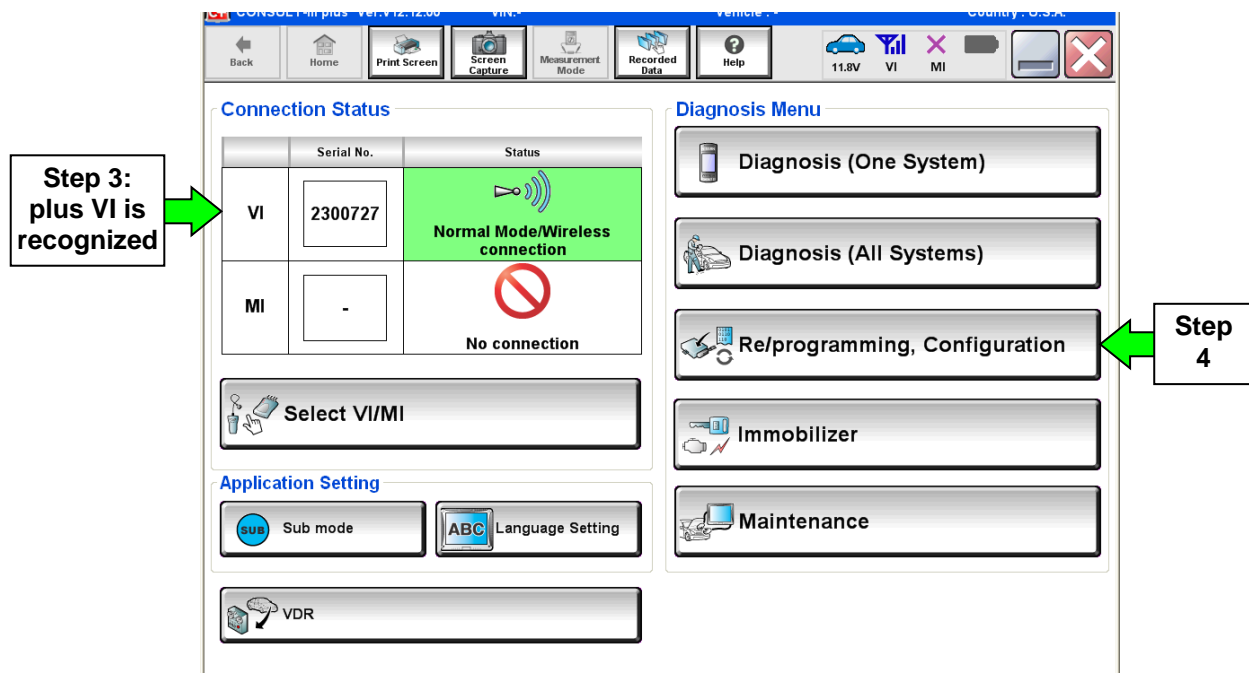 CONSULT-III plus Ver.V12.12.00 VIN:- Vehicle : - Country : U.S.A.
Back
Home
Print Screen
Screen
Capture
Measurement
Mode
Recorded
Data
Help
11.8V
VI
MI
Connection Status
Serial No.
Status
VI
2300727
Normal Mode/Wireless
connection
MI
-
No connection
Select VI/MI
Application Setting
SUB
Sub mode
ABC
Language Setting
VDR
Diagnosis Menu
Diagnosis (One System)
Diagnosis (All Systems)
Re/programming, Configuration
Immobilizer
Maintenance
Step 3:
plus VI is
recognized
Step
4